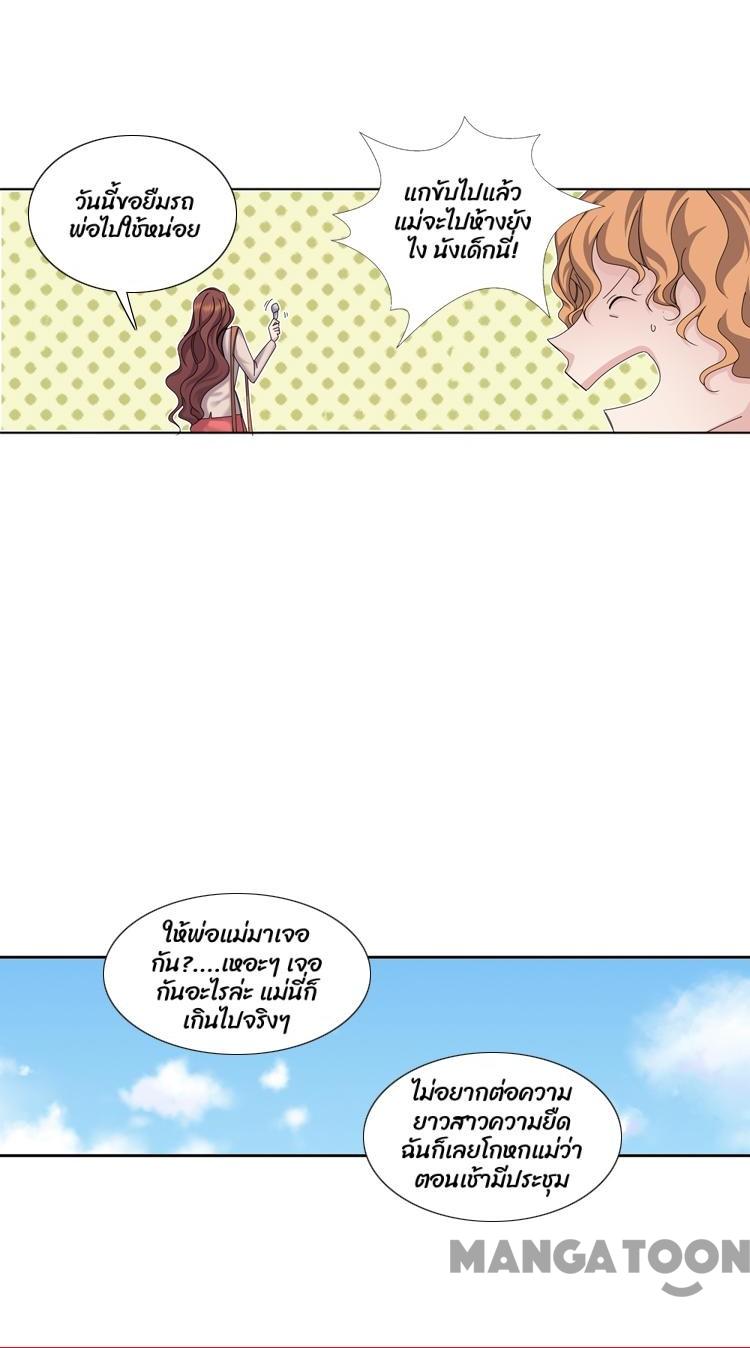 วันนี้ขอยืมรถ
พ่อไปใช้หน่อย
แกขับไปแล้ว
แม่จะไปห้างยัง
ไง นังเด็กนี่!
ให้พ่อแม่มาเจอ
กัน?....เหอะๆ เจอ
กันอะไรล่ะ แม่นี่ก็
เกินไปจริงๆ
ไม่อยากต่อความ
ยาวสาวความยืด
ฉันก็เลยโกหกแม่ว่า
ตอนเช้ามีประชุม
MANGATOON